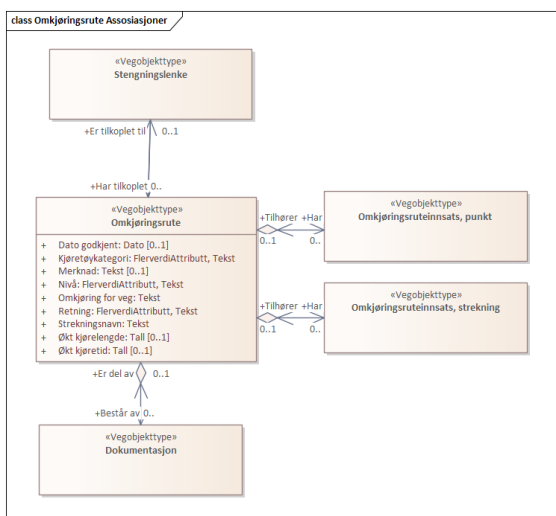 class Omkjøringsrute Assosiasjoner
«Vegobjekttype»
Stengningslenke
+Er tilkoplet til 0..1
+Har tilkoplet 0..
«Vegobjekttype»
Omkjøringsrute
+ Dato godkjent: Dato [0..1]
+ Kjøretøykategori: FlerverdiAttributt, Tekst
+ Merknad: Tekst [0..1]
+ Nivå: FlerverdiAttributt, Tekst
+ Omkjøring for veg: Tekst
+ Retning: FlerverdiAttributt, Tekst
+ Strekningsnavn: Tekst
+ Økt kjørelengde: Tall [0..1]
+ Økt kjøretid: Tall [0..1]
+Tilhører +Har
0..1 0..
«Vegobjekttype»
Omkjøringsruteinnsats, punkt
+Tilhører +Har
0..1 0..
«Vegobjekttype»
Omkjøringsruteinnsats, strekning
+Er del av 0..1
+Består av 0..
«Vegobjekttype»
Dokumentasjon